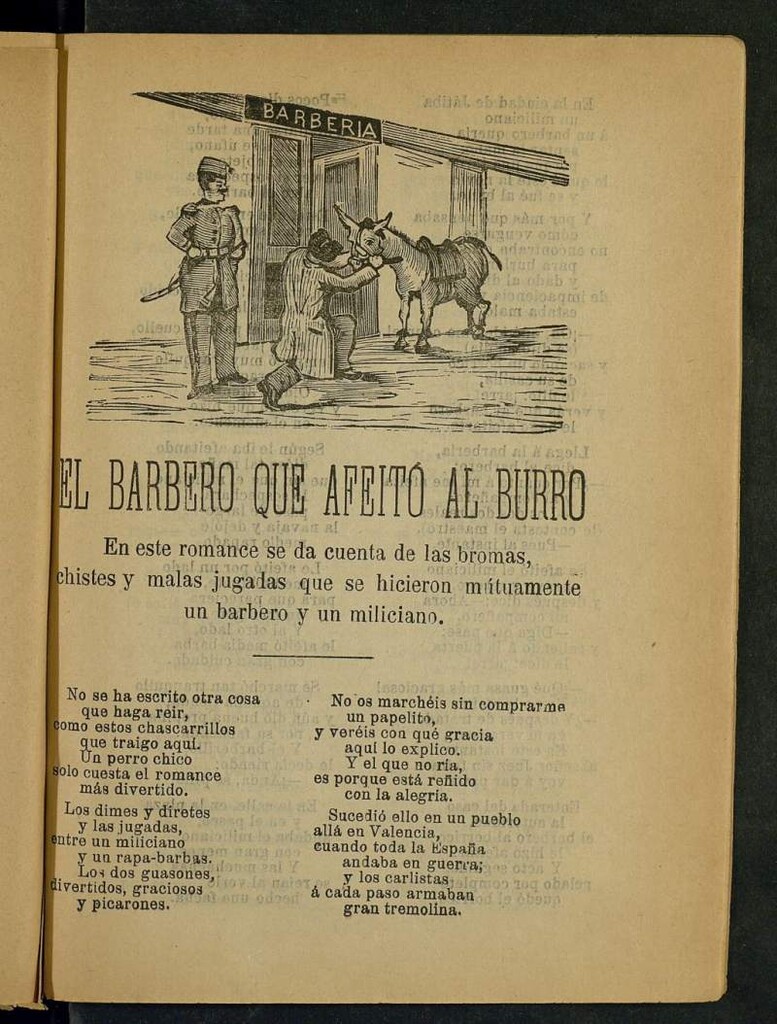 BARBERIA
EL BARBERO QUE AFEITÓ AL BURRO
En este romance se da cuenta de las bromas,
chistes y malas jugadas que se hicieron mútuamente
un barbero y un miliciano.
No se ha escrito otra cosa
que haga reir,
como estos chascarrillos
que traigo aquí.
Un perro chico
solo cuesta el romance
más divertido.
Los dimes y diretes
y las jugadas,
entre un miliciano
y un rapa-barbas.
Los dos guasones,
divertidos, graciosos
y picarones.
No os marchéis sin comprarme
un papelito,
y veréis con qué gracia
aquí lo explico.
Y el que no ría,
es porque está reñido
con la alegría.
Sucedió ello en un pueblo
allá en Valencia,
cuando toda la España
andaba en guerra;
y los carlistas
á cada paso armaban
gran tremolina.